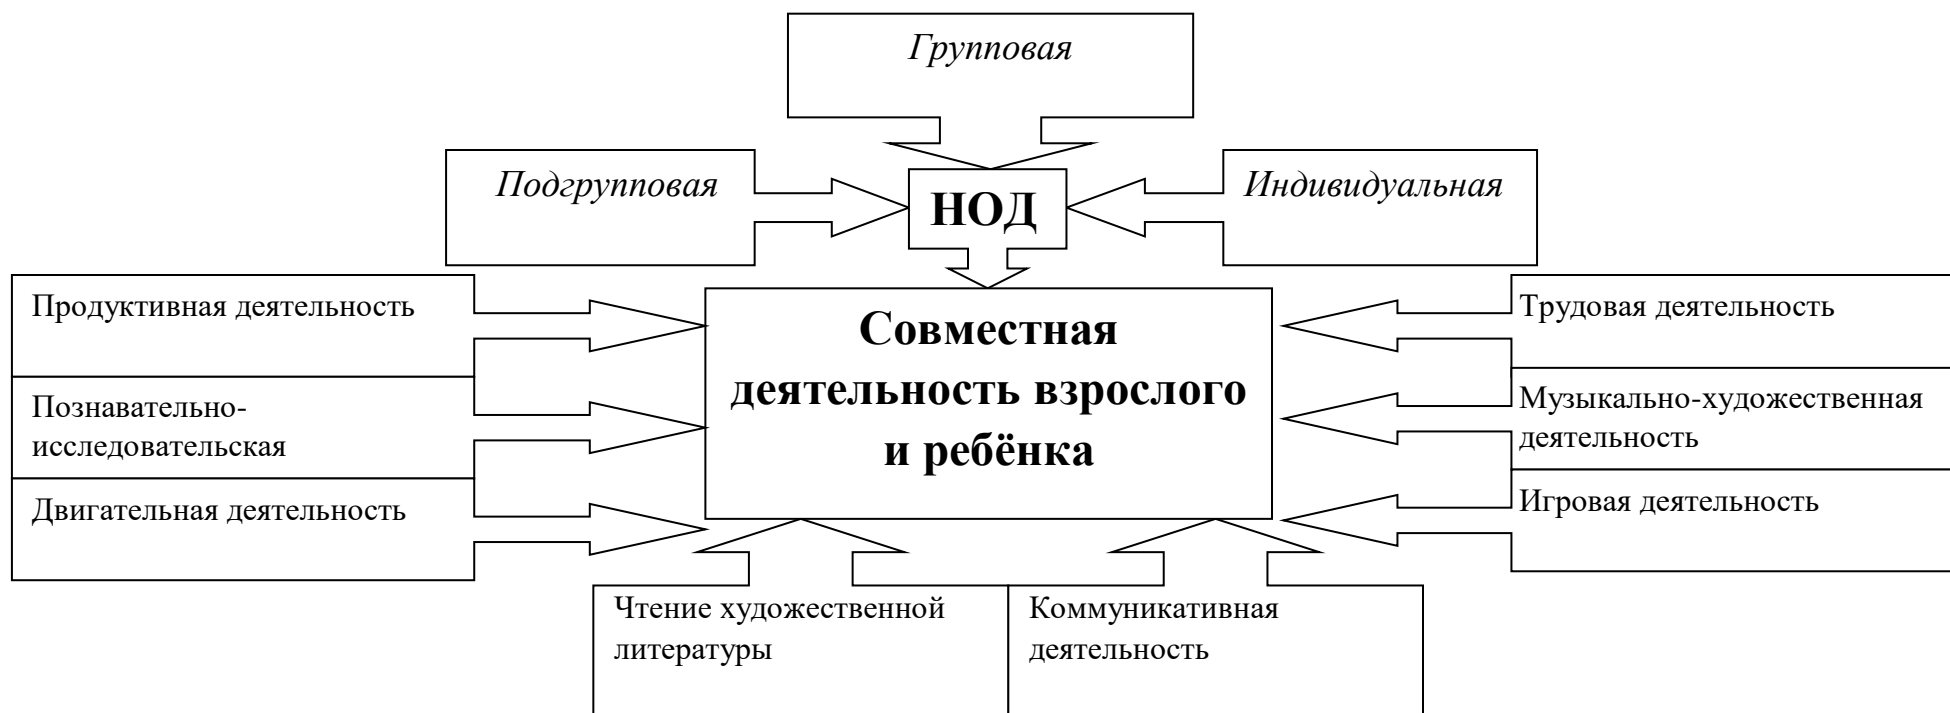 Групповая
Подгрупповая
НОД
Индивидуальная
Продуктивная деятельность
Познавательно-
исследовательская
Двигательная деятельность
Совместная
деятельность взрослого
и ребёнка
Трудовая деятельность
Музыкально-художественная
деятельность
Игровая деятельность
Чтение художественной
литературы
Коммуникативная
деятельность